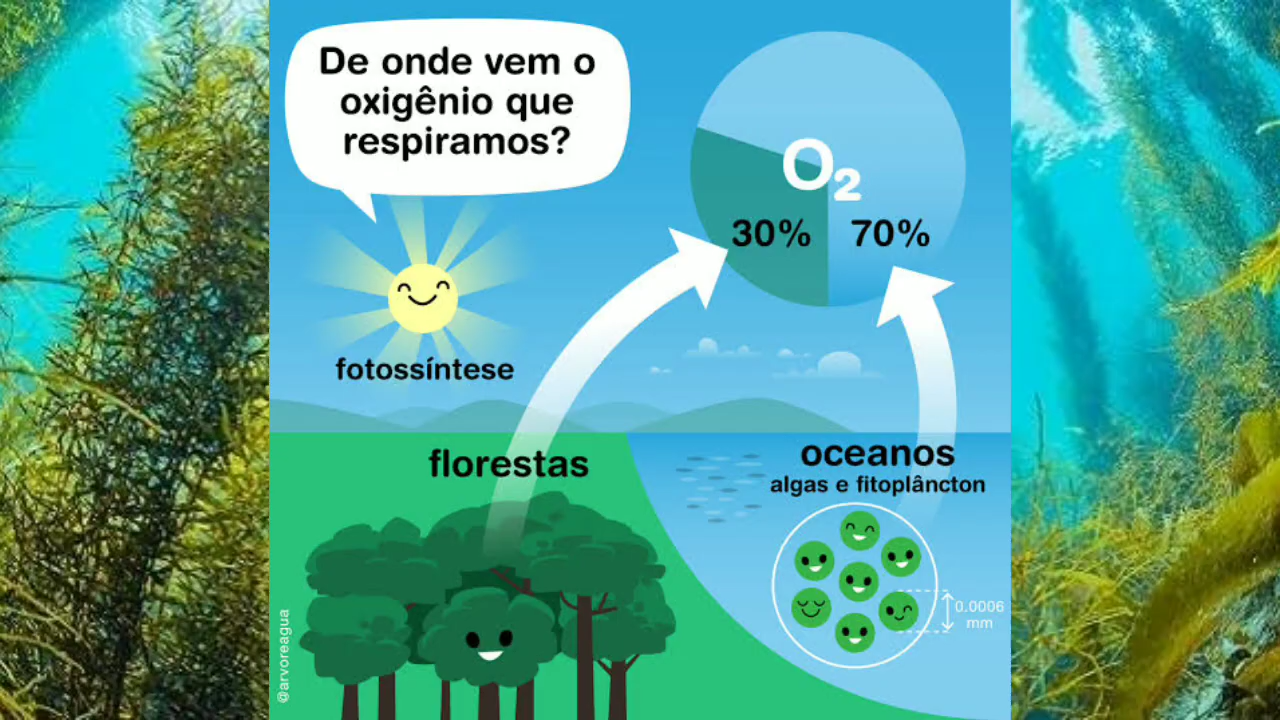 De onde vem o
oxigênio que
respiramos?
O₂
30% 70%
fotossíntese
florestas
oceanos
algas e fitoplâncton
0.0006
mm
@arvoreagua